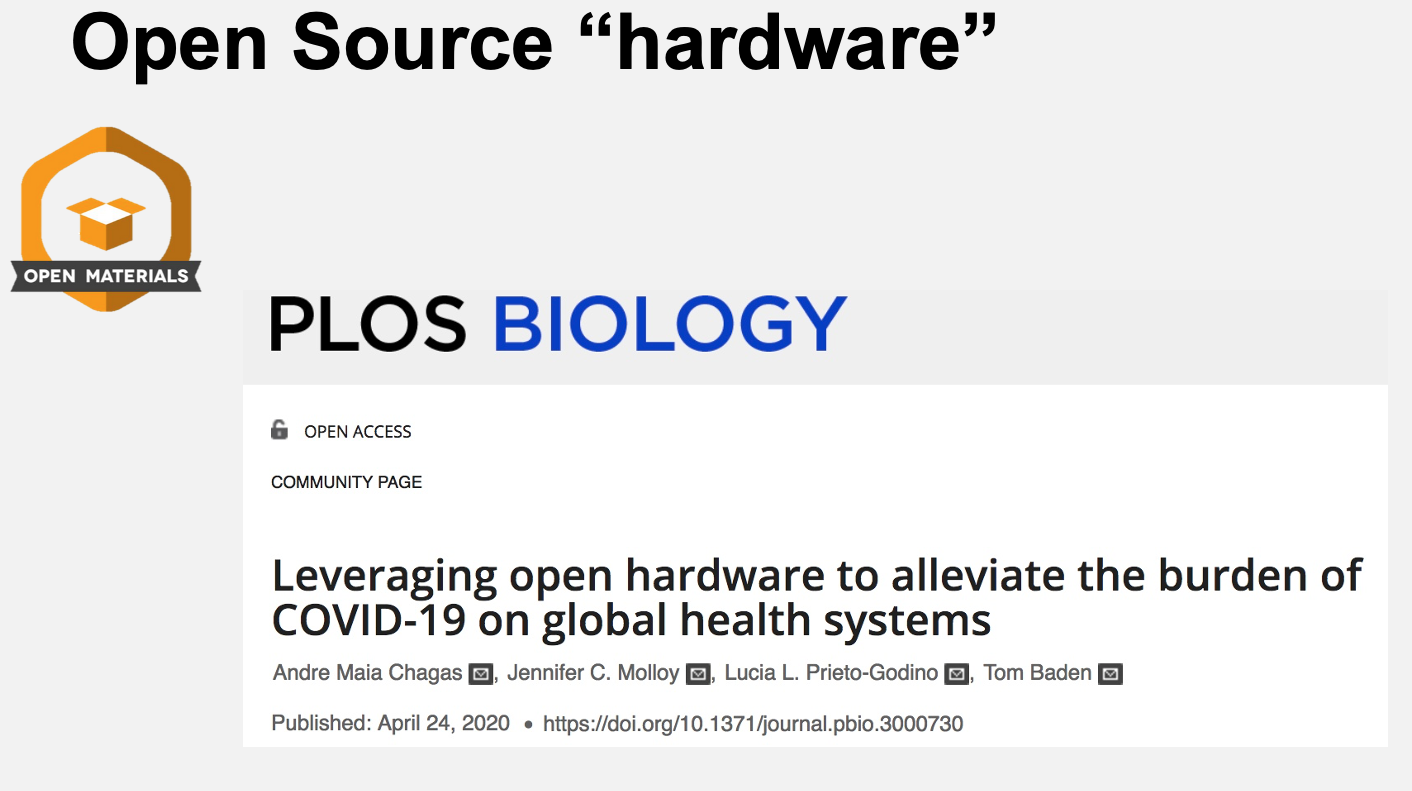 Open Source “hardware”
OPEN MATERIALS
PLOS BIOLOGY
OPEN ACCESS
COMMUNITY PAGE
Leveraging open hardware to alleviate the burden of
COVID-19 on global health systems
Andre Maia Chagas, Jennifer C. Molloy, Lucia L. Prieto-Godino, Tom Baden
Published: April 24, 2020 • https://doi.org/10.1371/journal.pbio.3000730